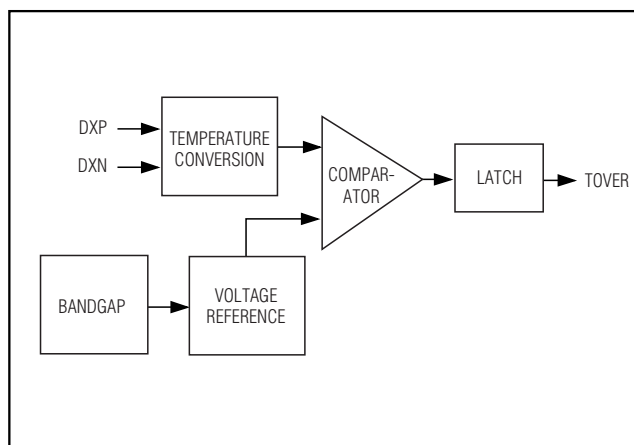 DXP
DXN
TEMPERATURE
CONVERSION
COMPAR-
ATOR
LATCH
TOVER
BANDGAP
VOLTAGE
REFERENCE